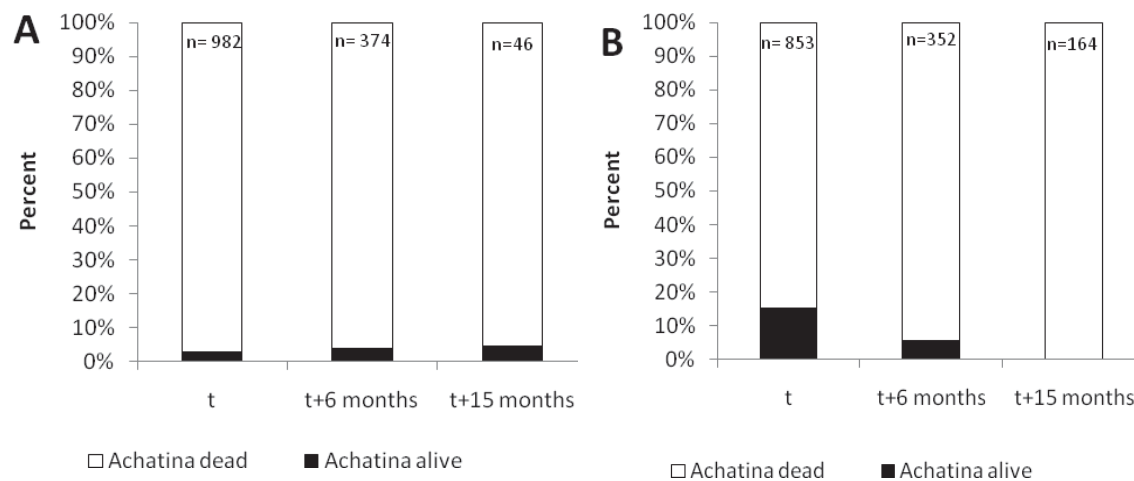 A
Percent
100%
90%
80%
70%
60%
50%
40%
30%
20%
10%
0%
n= 982
n= 374
n=46
t
t+6 months
t+15 months
Achatina dead
Achatina alive
B
Percent
100%
90%
80%
70%
60%
50%
40%
30%
20%
10%
0%
n= 853
n=352
n=164
t
t+6 months
t+15 months
Achatina dead
Achatina alive